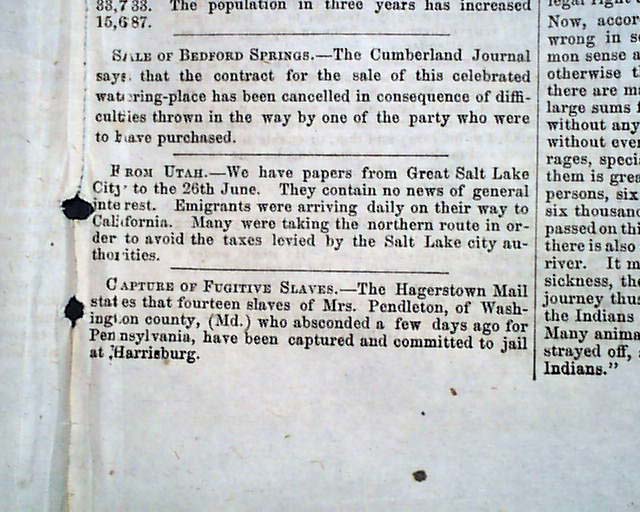 33,733. The population in three years has increased
15,687.
SALE OF BEDFORD SPRINGS.—The Cumberland Journal
says that the contract for the sale of this celebrated
watering-place has been cancelled in consequence of diffi-
culties thrown in the way by one of the party who were
to have purchased.
FROM UTAH.—We have papers from Great Salt Lake
City to the 26th June. They contain no news of general
interest. Emigrants were arriving daily on their way to
California. Many were taking the northern route in or-
der to avoid the taxes levied by the Salt Lake city au-
thorities.
CAPTURE OF FUGITIVE SLAVES.—The Hagerstown Mail
states that fourteen slaves of Mrs. Pendleton, of Wash-
ington county, (Md.) who absconded a few days ago for
Pennsylvania, have been captured and committed to jail
at Harrisburg.
legal right
Now, accor
wrong in s
mon sense a
otherwise t
there are m
large sums f
without any
without ever
rages, speci
them is grea
persons, six
six thousan
passed on thi
there is also
river. It m
sickness, the
journey thu
the Indians
Many anima
strayed off,
Indians."